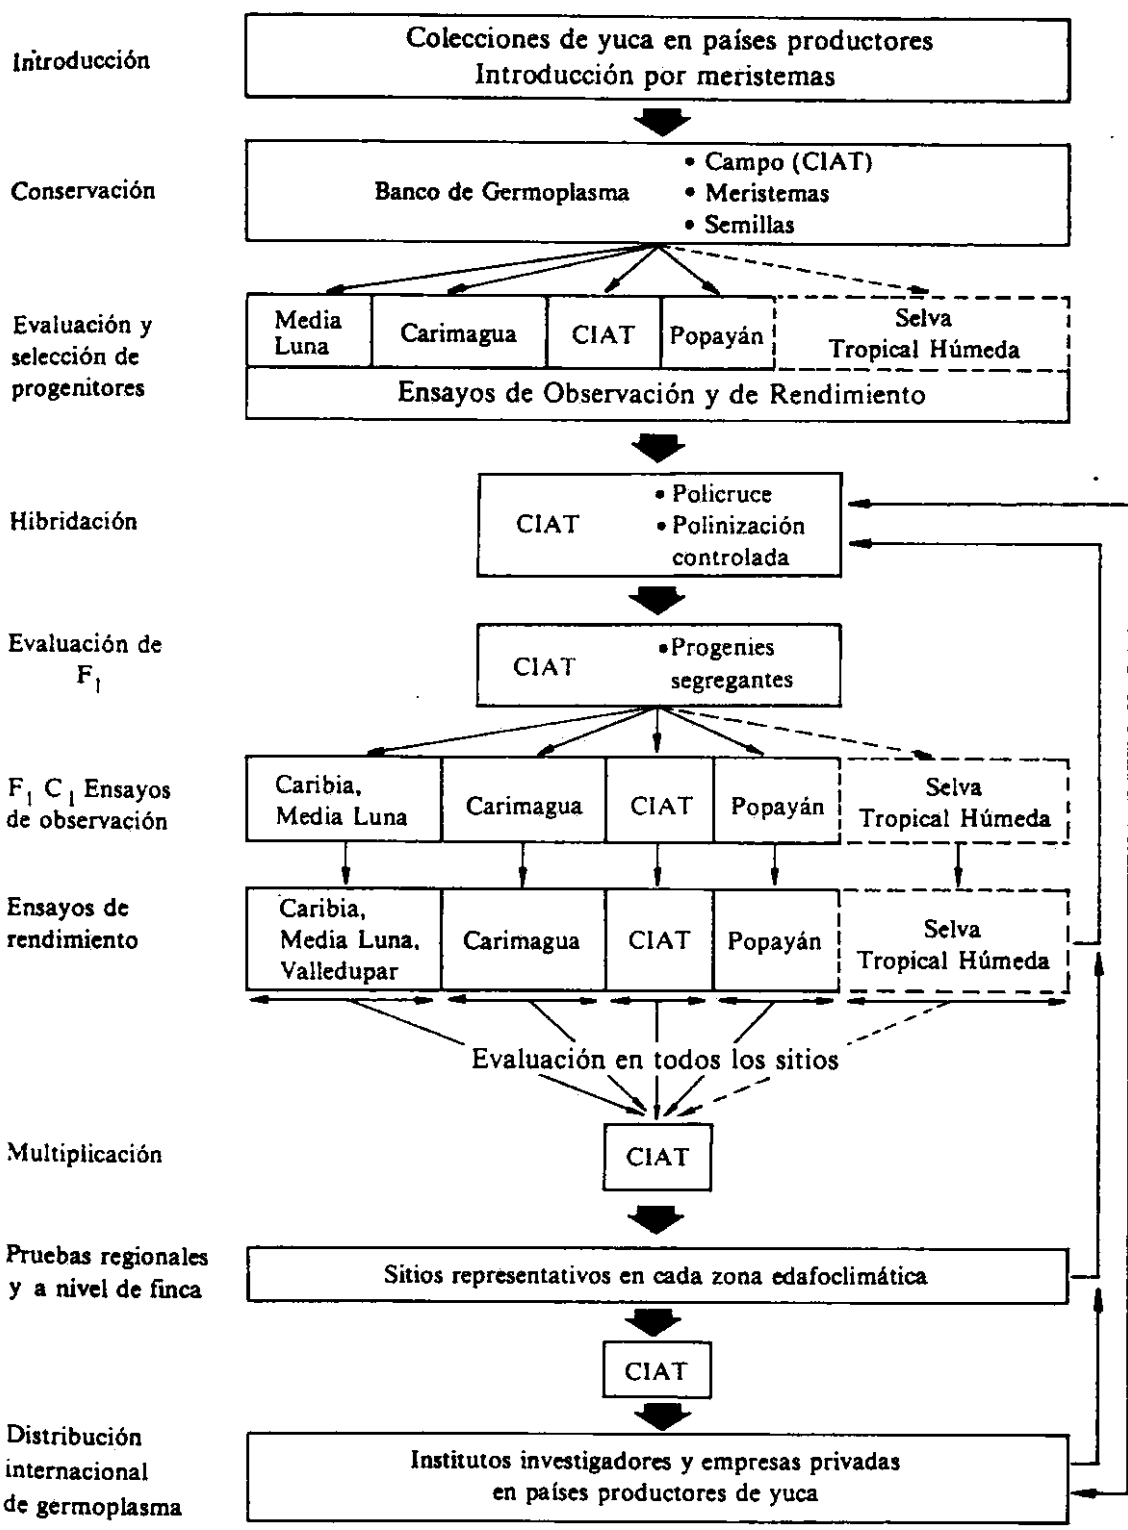 Introducción
Colecciones de yuca en países productores
Introducción por meristemas
Conservación
Banco de Germoplasma
• Campo (CIAT)
• Meristemas
• Semillas
Evaluación y
selección de
progenitores
Media
Luna
Carimagua
CIAT
Popayán
Selva
Tropical Húmeda
Ensayos de Observación y de Rendimiento
Hibridación
CIAT
• Policruce
• Polinización
controlada
Evaluación de
F1
CIAT
• Progenies
segregantes
F1 C1 Ensayos
de observación
Caribia,
Media Luna
Carimagua
CIAT
Popayán
Selva
Tropical Húmeda
Ensayos de
rendimiento
Caribia,
Media Luna,
Valledupar
Carimagua
CIAT
Popayán
Selva
Tropical Húmeda
Evaluación en todos los sitios
Multiplicación
CIAT
Pruebas regionales
y a nivel de finca
Sitios representativos en cada zona edafoclimática
CIAT
Distribución
internacional
de germoplasma
Institutos investigadores y empresas privadas
en países productores de yuca